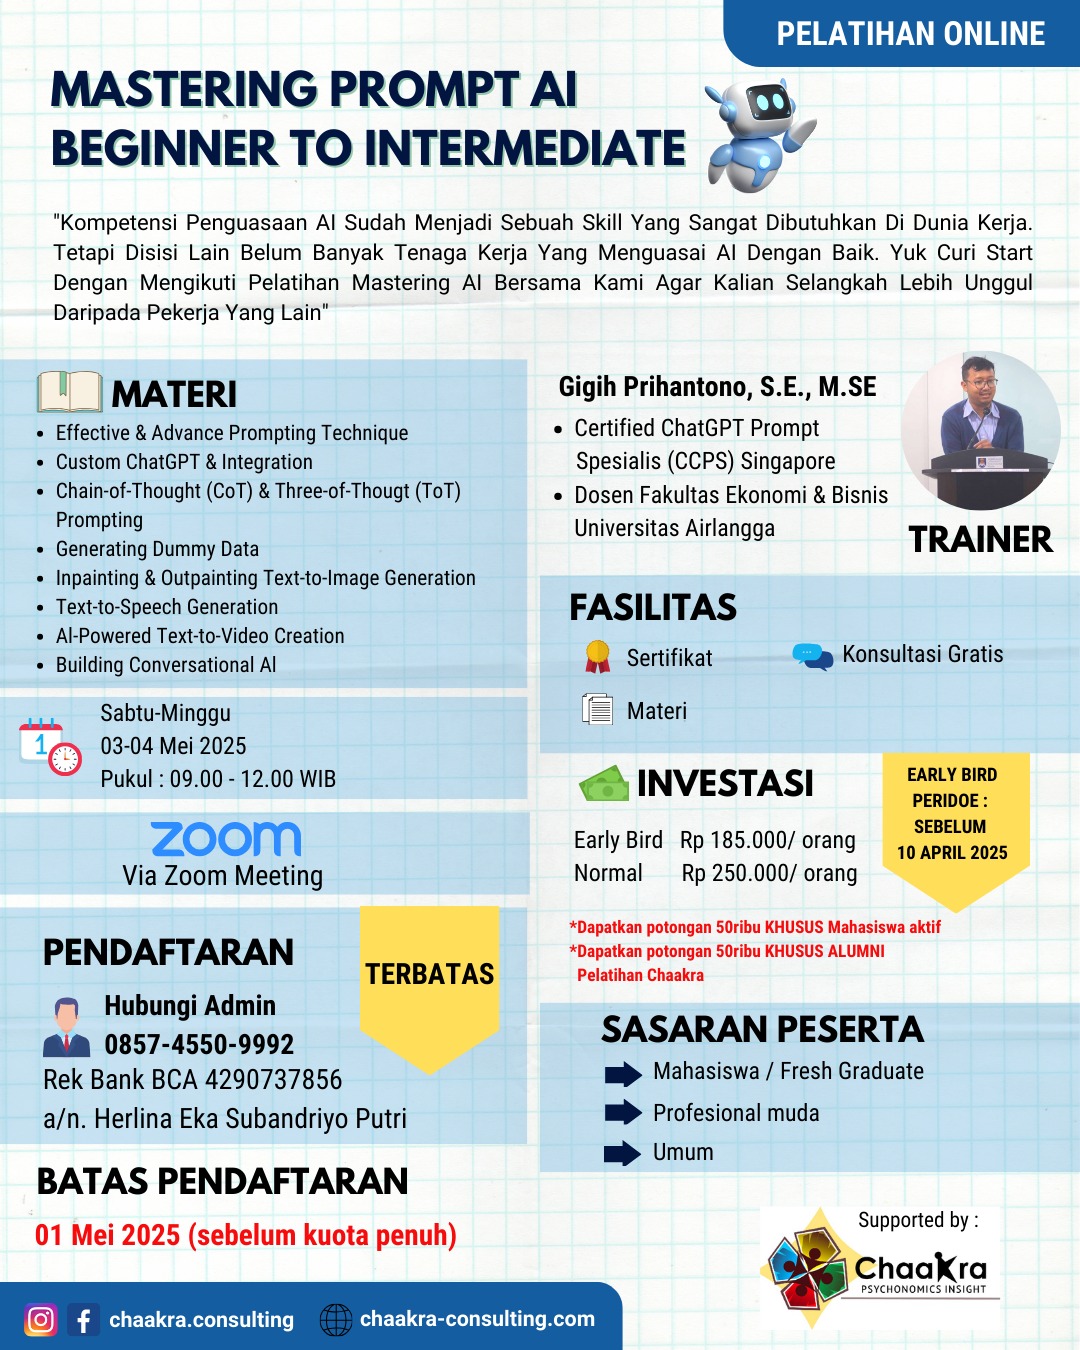 PELATIHAN ONLINE
MASTERING PROMPT AI
BEGINNER TO INTERMEDIATE
"Kompetensi Penguasaan AI Sudah Menjadi Sebuah Skill Yang Sangat Dibutuhkan Di Dunia Kerja.
Tetapi Disisi Lain Belum Banyak Tenaga Kerja Yang Menguasai AI Dengan Baik. Yuk Curi Start
Dengan Mengikuti Pelatihan Mastering AI Bersama Kami Agar Kalian Selangkah Lebih Unggul
Daripada Pekerja Yang Lain"
MATERI
• Effective & Advance Prompting Technique
• Custom ChatGPT & Integration
• Chain-of-Thought (CoT) & Three-of-Thougt (ToT)
Prompting
• Generating Dummy Data
• Inpainting & Outpainting Text-to-Image Generation
• Text-to-Speech Generation
• AI-Powered Text-to-Video Creation
• Building Conversational AI
1
Sabtu-Minggu
03-04 Mei 2025
Pukul : 09.00 - 12.00 WIB
zoom
Via Zoom Meeting
PENDAFTARAN
TERBATAS
Hubungi Admin
0857-4550-9992
Rek Bank BCA 4290737856
a/n. Herlina Eka Subandriyo Putri
BATAS PENDAFTARAN
01 Mei 2025 (sebelum kuota penuh)
Gigih Prihantono, S.E., M.SE
• Certified ChatGPT Prompt
Spesialis (CCPS) Singapore
• Dosen Fakultas Ekonomi & Bisnis
Universitas Airlangga
TRAINER
FASILITAS
Sertifikat
Konsultasi Gratis
Materi
INVESTASI
Early Bird Rp 185.000/ orang
Normal Rp 250.000/ orang
EARLY BIRD
PERIDOE :
SEBELUM
10 APRIL 2025
*Dapatkan potongan 50ribu KHUSUS Mahasiswa aktif
*Dapatkan potongan 50ribu KHUSUS ALUMNI
Pelatihan Chaakra
SASARAN PESERTA
Mahasiswa / Fresh Graduate
Profesional muda
Umum
Supported by :
Chaakra
PSYCHONOMICS INSIGHT
chaakra.consulting
chaakra-consulting.com